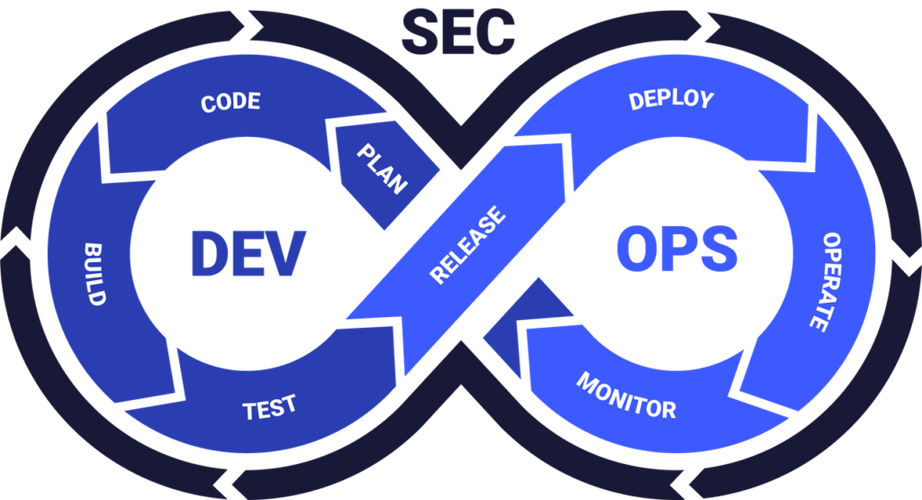 SEC
CODE
PLAN
BUILD
DEV
TEST
RELEASE
DEPLOY
OPS
OPERATE
MONITOR